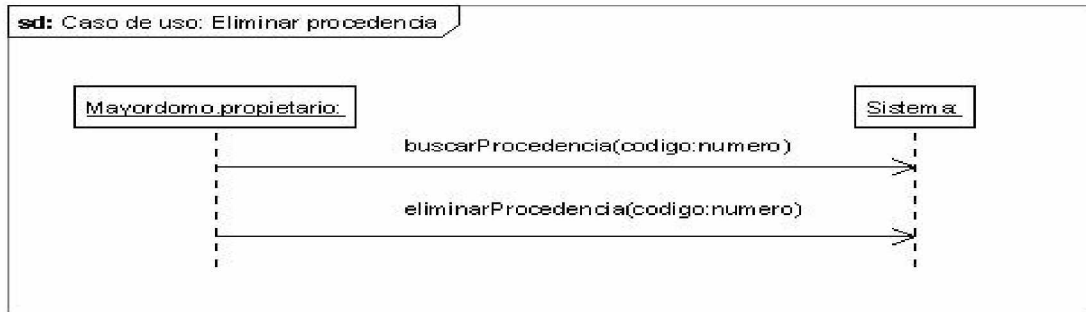 sd: Caso de uso: Eliminar procedencia
Mayordomo.propietario:
Sistema:
buscarProcedencia(codigo:numero)
eliminarProcedencia(codigo:numero)